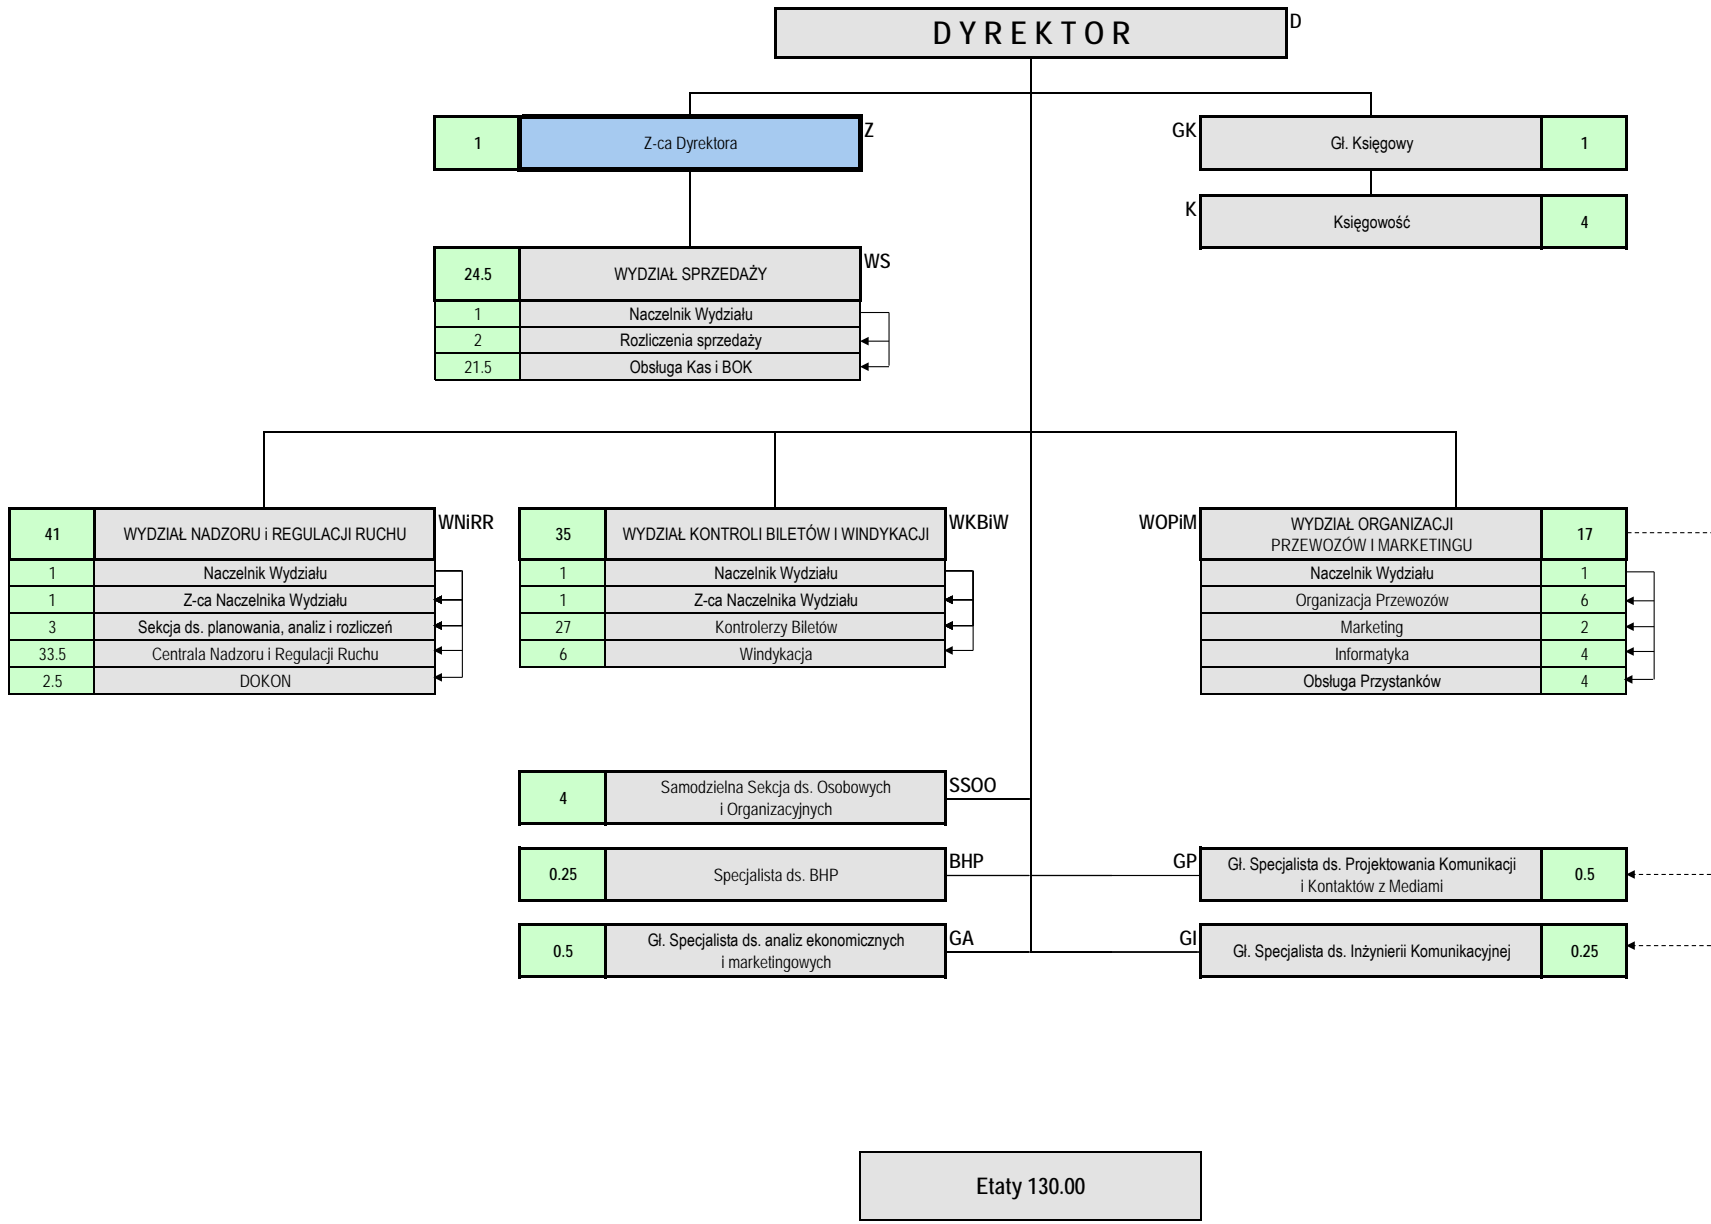 DYREKTOR
D
1
Z-ca Dyrektora
Z
GK
Gł. Księgowy
1
K
Księgowość
4
24.5
WYDZIAŁ SPRZEDAŻY
WS
1
Naczelnik Wydziału
2
Rozliczenia sprzedaży
21.5
Obsługa Kas i BOK
41
WYDZIAŁ NADZORU i REGULACJI RUCHU
WNiRR
1
Naczelnik Wydziału
1
Z-ca Naczelnika Wydziału
3
Sekcja ds. planowania, analiz i rozliczeń
33.5
Centrala Nadzoru i Regulacji Ruchu
2.5
DOKON
35
WYDZIAŁ KONTROLI BILETÓW I WINDYKACJI
WKBiW
1
Naczelnik Wydziału
1
Z-ca Naczelnika Wydziału
27
Kontrolerzy Biletów
6
Windykacja
WOPiM
WYDZIAŁ ORGANIZACJI
PRZEWOZÓW I MARKETINGU
17
Naczelnik Wydziału
1
Organizacja Przewozów
6
Marketing
2
Informatyka
4
Obsługa Przystanków
4
4
Samodzielna Sekcja ds. Osobowych
i Organizacyjnych
SSOO
0.25
Specjalista ds. BHP
BHP
GP
Gł. Specjalista ds. Projektowania Komunikacji
i Kontaktów z Mediami
0.5
0.5
Gł. Specjalista ds. analiz ekonomicznych
i marketingowych
GA
GI
Gł. Specjalista ds. Inżynierii Komunikacyjnej
0.25
Etaty 130.00